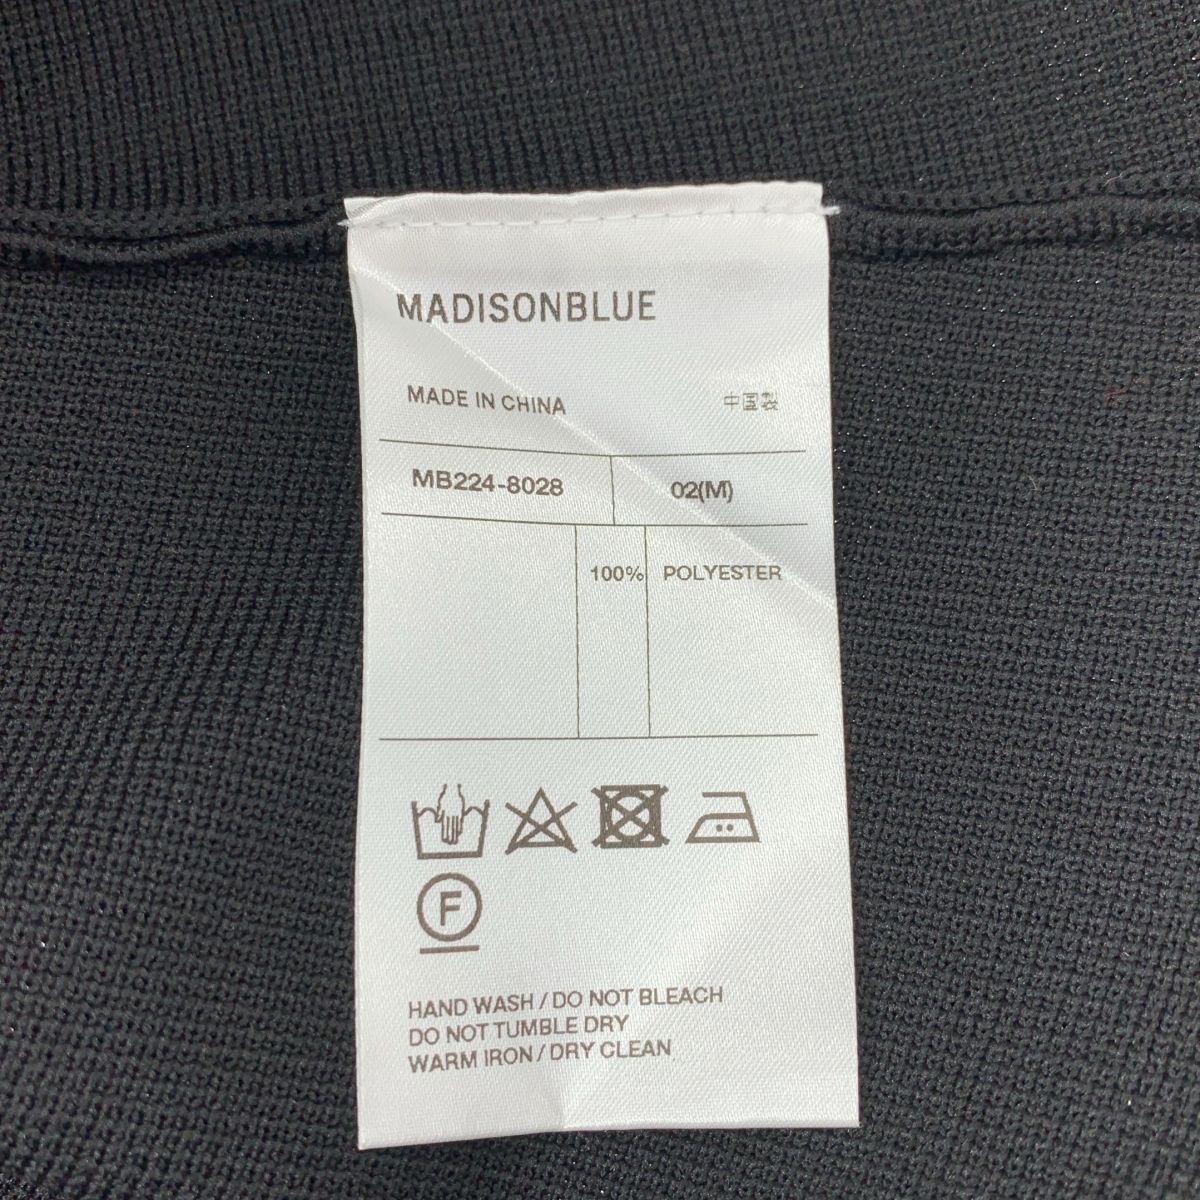 MADISONBLUE
MADE IN CHINA 中国製
MB224-8028 02(M)
100% POLYESTER
F
HAND WASH / DO NOT BLEACH
DO NOT TUMBLE DRY
WARM IRON / DRY CLEAN